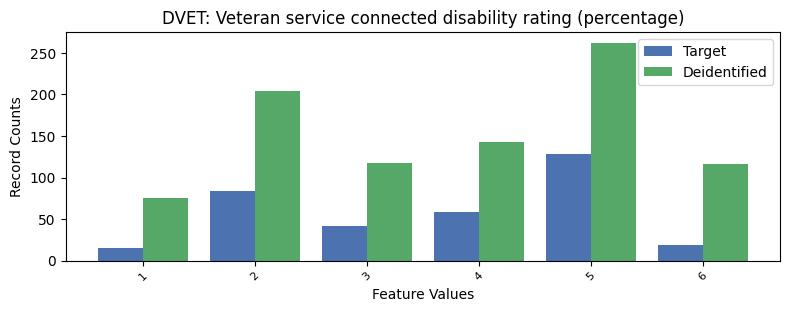 DVET: Veteran service connected disability rating (percentage)
Target
Deidentified
Record Counts
250
200
150
100
50
0
1
2
3
4
5
6
Feature Values